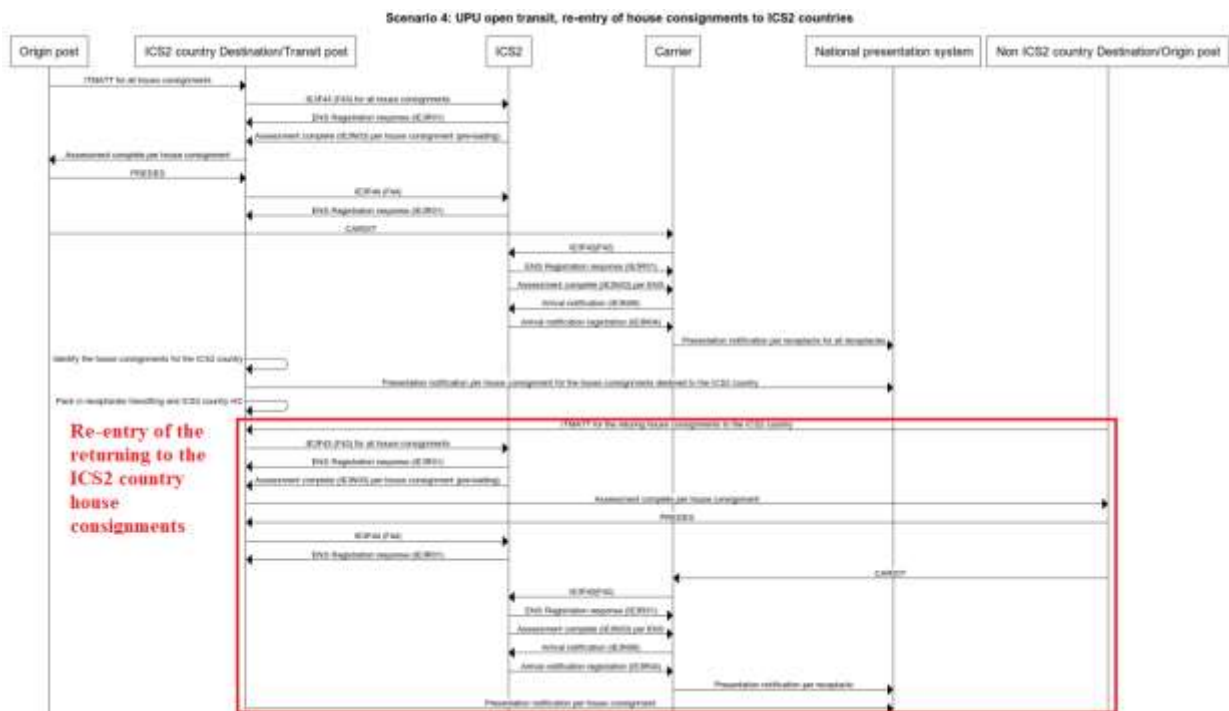 Scenario 4: UPU open transit, re-entry of house consignments to ICS2 countries
Origin post
ICS2 country Destination/Transit post
ICS2
Carrier
National presentation system
Non ICS2 country Destination/Origin post
ITMATT for all house consignments
IE3F43 (F43) for all house consignments
ENS Registration response (IE3R01)
Assessment complete (IE3N03) per house consignment (pre-loading)
Assessment complete per house consignment
PREDES
IE3F44 (F44)
ENS Registration response (IE3R01)
CARDIT
IE3F42(F42)
ENS Registration response (IE3R01)
Assessment complete (IE3N03) per ENS
Arrival notification (IE3N06)
Arrival notification registration (IE3R04)
Presentation notification per receptacle for all receptacles
Identify the house consignments for the ICS2 country
Presentation notification per house consignment for the house consignments destined to the ICS2 country
Pack in receptacles transiting and ICS2 country HC
Re-entry of the
returning to the
ICS2 country
house
consignments
ITMATT for the returning house consignments to the ICS2 country
IE3F43 (F43) for all house consignments
ENS Registration response (IE3R01)
Assessment complete (IE3N03) per house consignment (pre-loading)
Assessment complete per house consignment
PREDES
IE3F44 (F44)
ENS Registration response (IE3R01)
CARDIT
IE3F42(F42)
ENS Registration response (IE3R01)
Assessment complete (IE3N03) per ENS
Arrival notification (IE3N06)
Arrival notification registration (IE3R04)
Presentation notification per receptacle
Presentation notification per house consignment